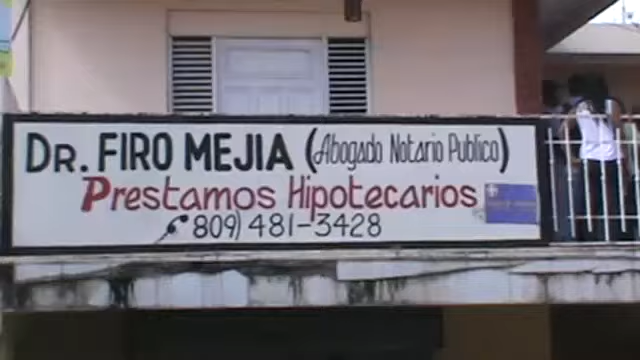 DR. FIRO MEJIA (Abogado Notario Publico)
Prestamos Hipotecarios
809) 481-3428